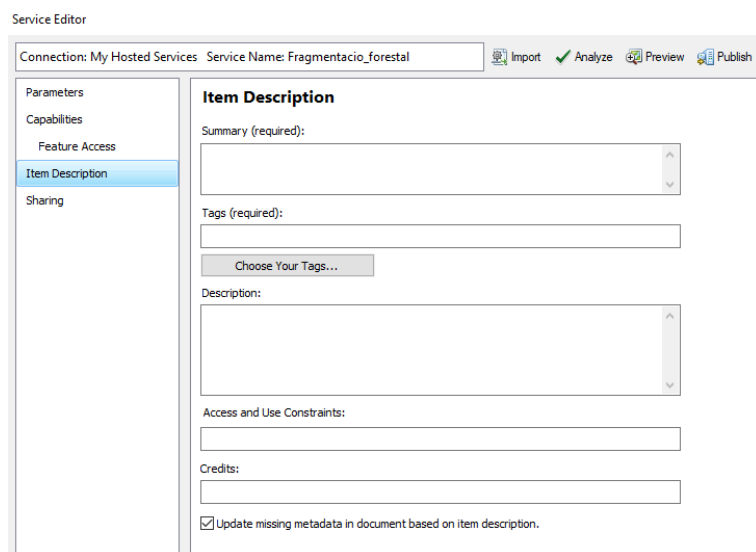 Service Editor
Connection: My Hosted Services Service Name: Fragmentacio_forestal
Import
Analyze
Preview
Publish
Parameters
Capabilities
Feature Access
Item Description
Sharing
Item Description
Summary (required):
Tags (required):
Choose Your Tags...
Description:
Access and Use Constraints:
Credits:
Update missing metadata in document based on item description.